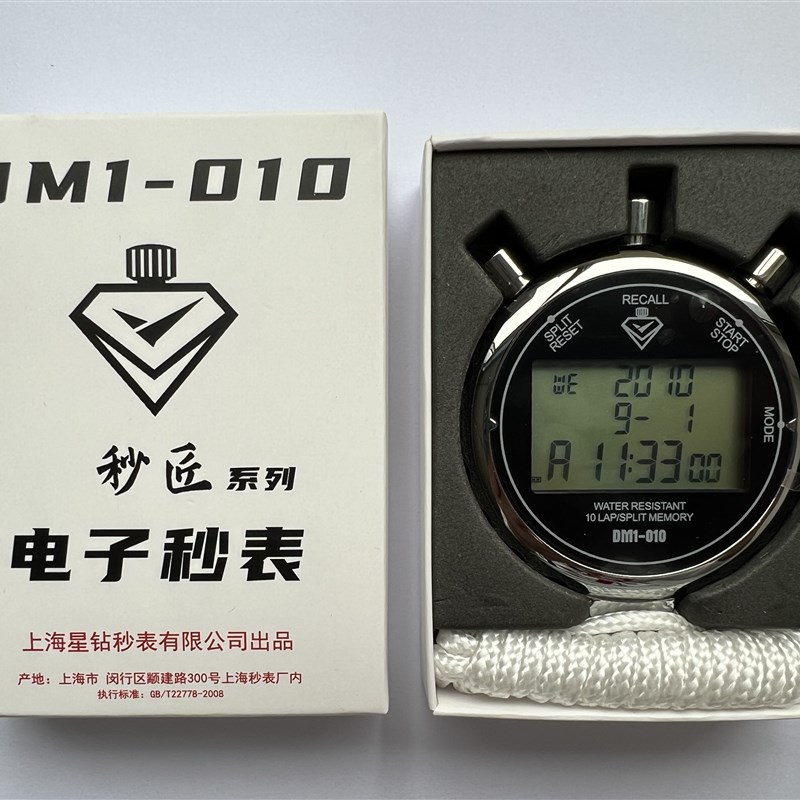 DM1-010
秒匠 系列
电子秒表
上海星钻秒表有限公司出品
产地：上海市 闵行区颛建路300号上海秒表厂内
执行标准：GB/T22778-2008
RECALL
SPLIT
RESET
START
STOP
MODE
WE 2010
9- 1
A 11:33 00
WATER RESISTANT
10 LAP/SPLIT MEMORY
DM1-010